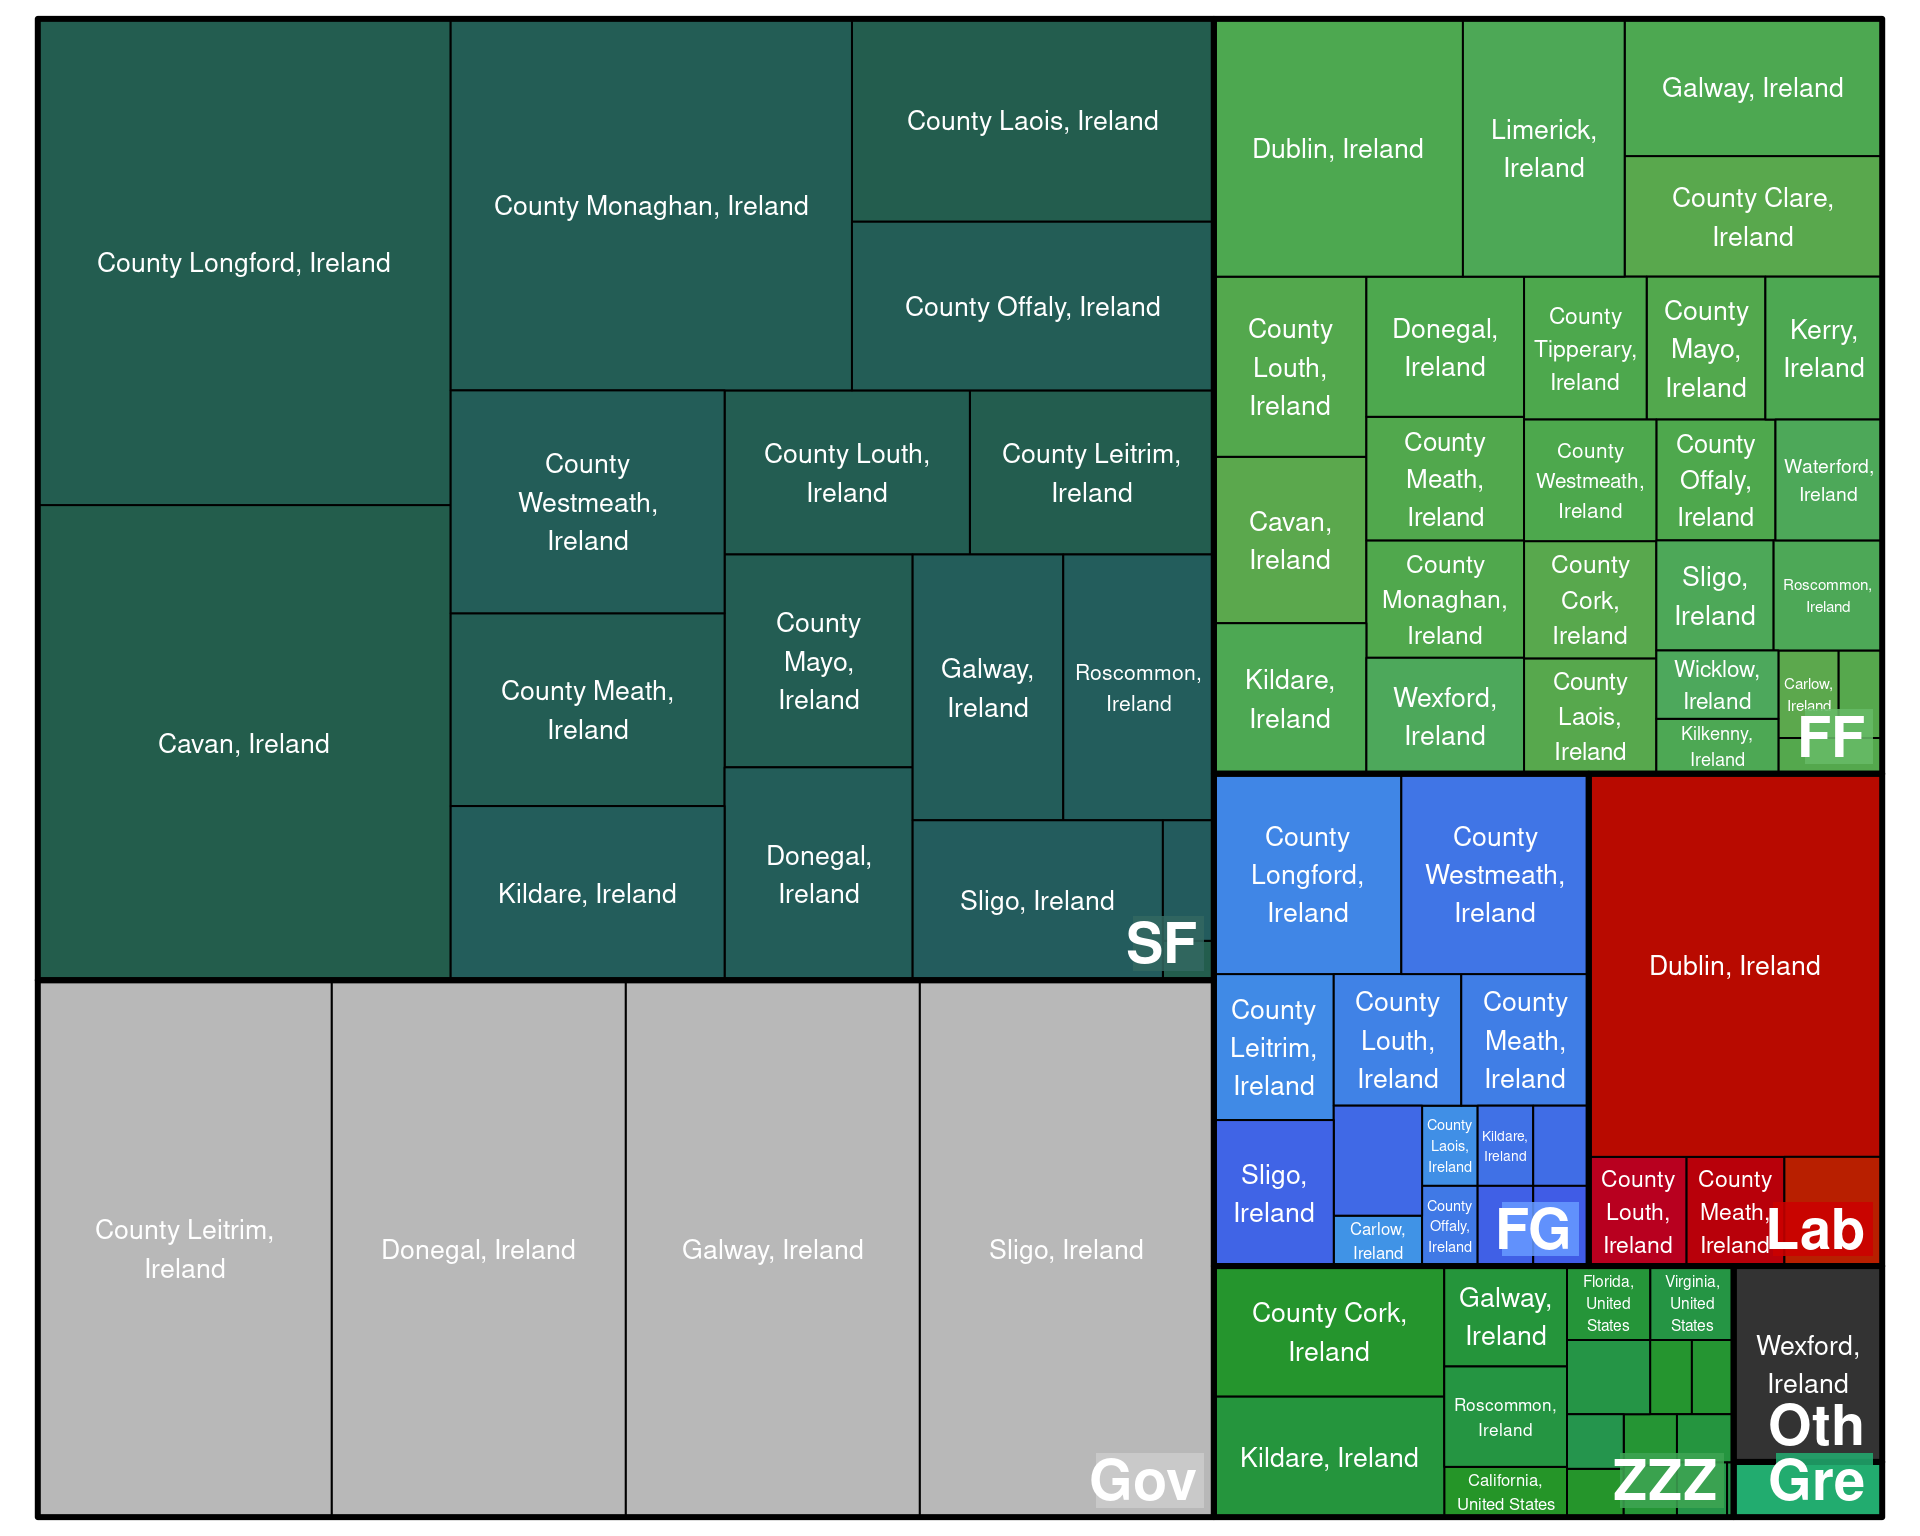 County Longford, Ireland
Cavan, Ireland
County Monaghan, Ireland
County Laois, Ireland
County Offaly, Ireland
County
Westmeath,
Ireland
County Meath,
Ireland
Kildare, Ireland
County Louth,
Ireland
County Leitrim,
Ireland
County
Mayo,
Ireland
Donegal,
Ireland
Galway,
Ireland
Roscommon,
Ireland
Sligo, Ireland
SF
County Leitrim,
Ireland
Donegal, Ireland
Galway, Ireland
Sligo, Ireland
Gov
Dublin, Ireland
Limerick,
Ireland
Galway, Ireland
County Clare,
Ireland
County
Louth,
Ireland
Cavan,
Ireland
Kildare,
Ireland
Donegal,
Ireland
County
Meath,
Ireland
County
Monaghan,
Ireland
Wexford,
Ireland
County
Tipperary,
Ireland
County
Mayo,
Ireland
Kerry,
Ireland
County
Westmeath,
Ireland
County
Offaly,
Ireland
Waterford,
Ireland
County
Cork,
Ireland
County
Laois,
Ireland
Sligo,
Ireland
Roscommon,
Ireland
Wicklow,
Ireland
Kilkenny,
Ireland
Carlow,
Ireland
FF
County
Longford,
Ireland
County
Westmeath,
Ireland
County
Leitrim,
Ireland
Sligo,
Ireland
County
Louth,
Ireland
County
Meath,
Ireland
Carlow,
Ireland
County
Laois,
Ireland
Kildare,
Ireland
County
Offaly,
Ireland
FG
Dublin, Ireland
County
Louth,
Ireland
County
Meath,
Ireland
Lab
County Cork,
Ireland
Kildare, Ireland
Galway,
Ireland
Roscommon,
Ireland
California,
United States
Florida,
United
States
Virginia,
United
States
ZZZ
Wexford,
Ireland
Oth
Gre